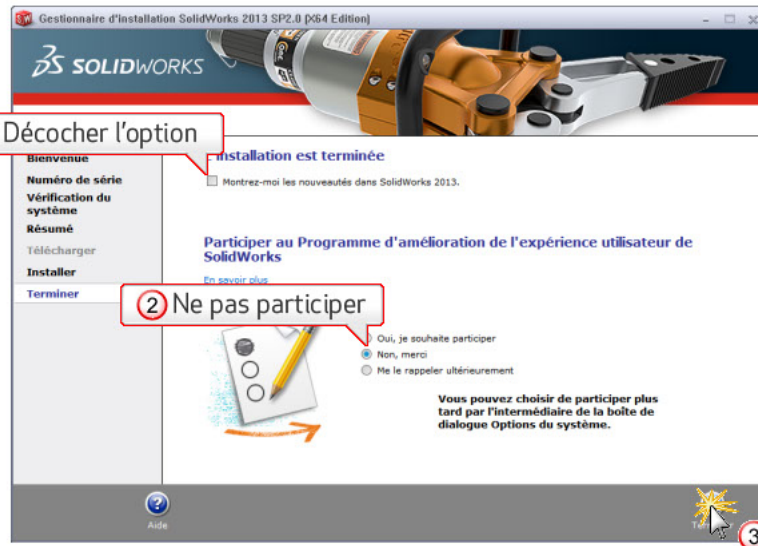 Gestionnaire d'installation SolidWorks 2013 SP2.0 (X64 Edition)
SOLIDWORKS
Décocher l'option
Bienvenue
Numéro de série
Vérification du
système
Résumé
Télécharger
Installer
Terminer
installation est terminée
Montrez-moi les nouveautés dans SolidWorks 2013.
Participer au Programme d'amélioration de l'expérience utilisateur de
SolidWorks
En savoir plus
2 Ne pas participer
Oui, je souhaite participer
Non, merci
Me le rappeler ultérieurement
Vous pouvez choisir de participer plus
tard par l'intermédiaire de la boîte de
dialogue Options du système.
Aide
3